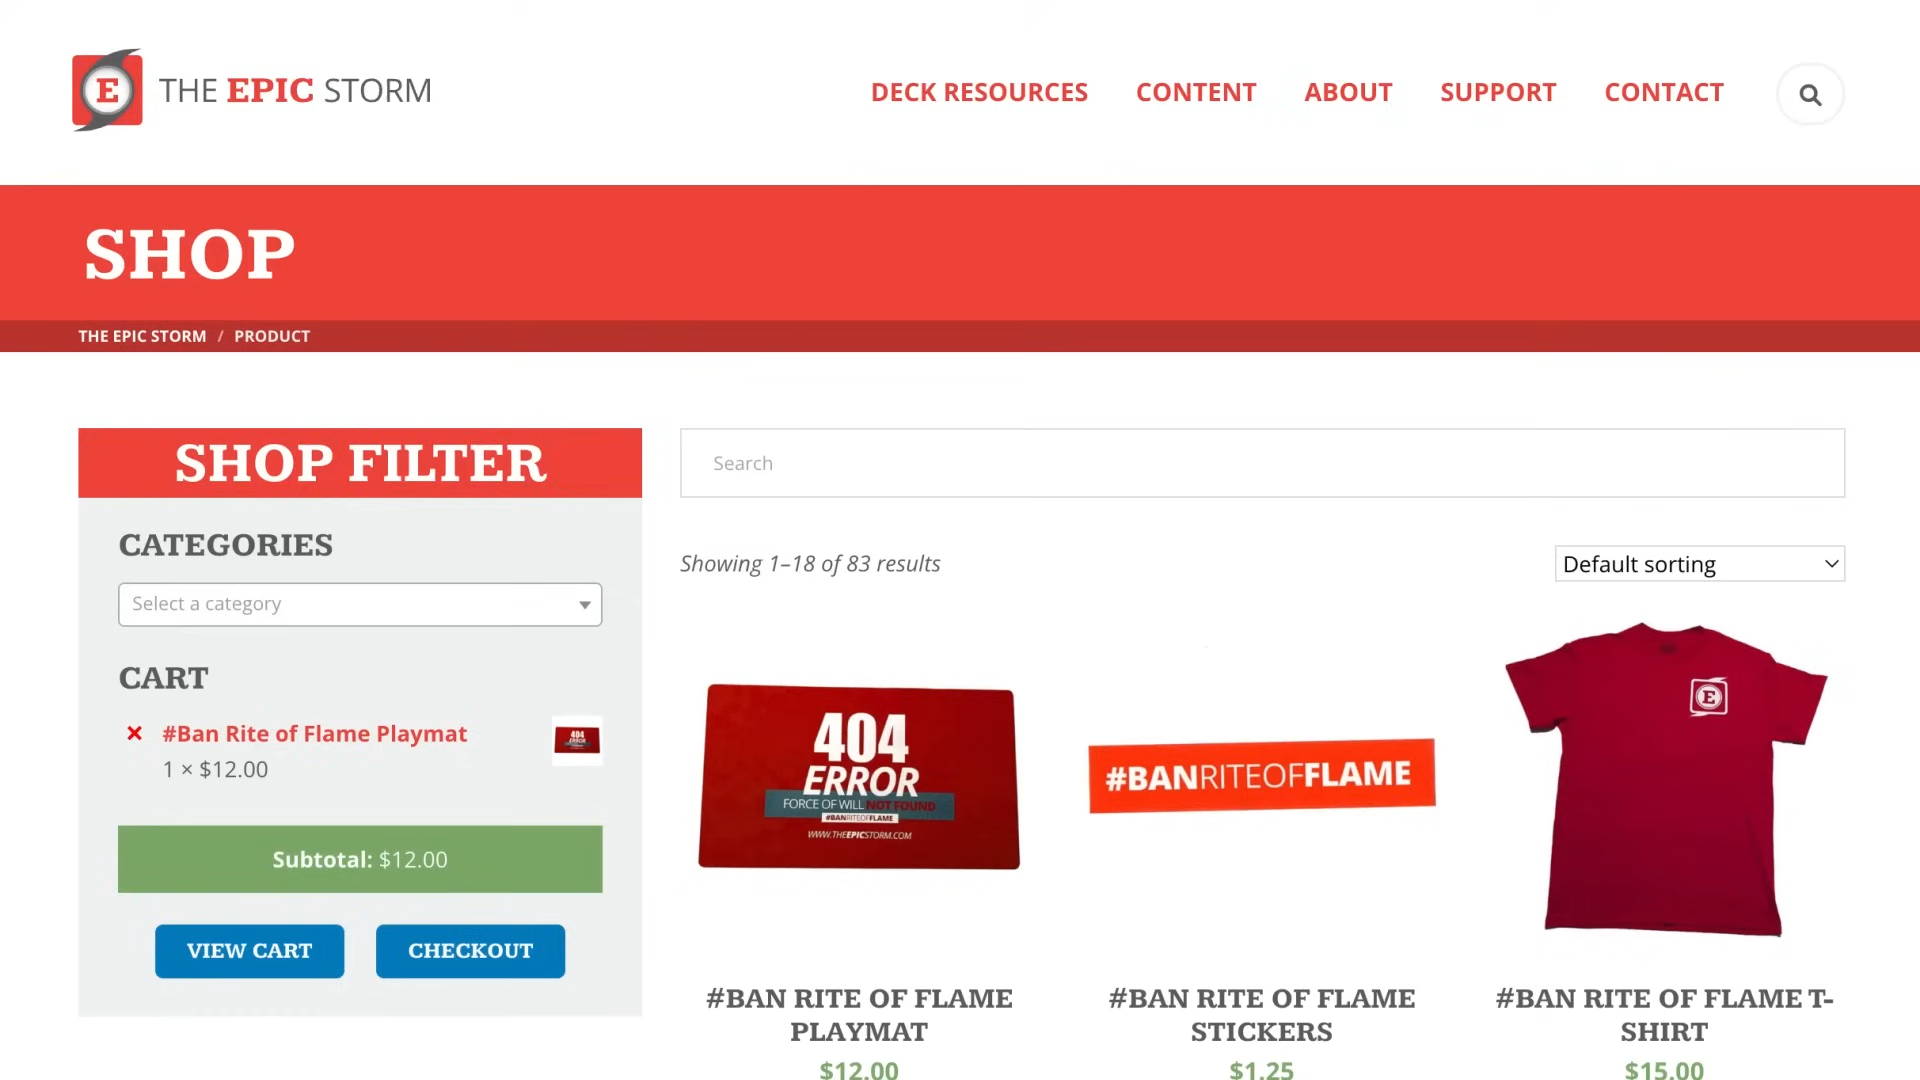 THE EPIC STORM
DECK RESOURCES
CONTENT
ABOUT
SUPPORT
CONTACT
SHOP
THE EPIC STORM / PRODUCT
SHOP FILTER
CATEGORIES
Select a category
CART
× #Ban Rite of Flame Playmat
1 × $12.00
Subtotal: $12.00
VIEW CART
CHECKOUT
Search
Showing 1–18 of 83 results
Default sorting
404
ERROR
FORCE OF WILL NOT FOUND
#BANRITEOFFLAME
WWW.THEEPICSTORM.COM
#BANRITEOFFLAME
E
#BAN RITE OF FLAME
PLAYMAT
$12.00
#BAN RITE OF FLAME
STICKERS
$1.25
#BAN RITE OF FLAME T-
SHIRT
$15.00